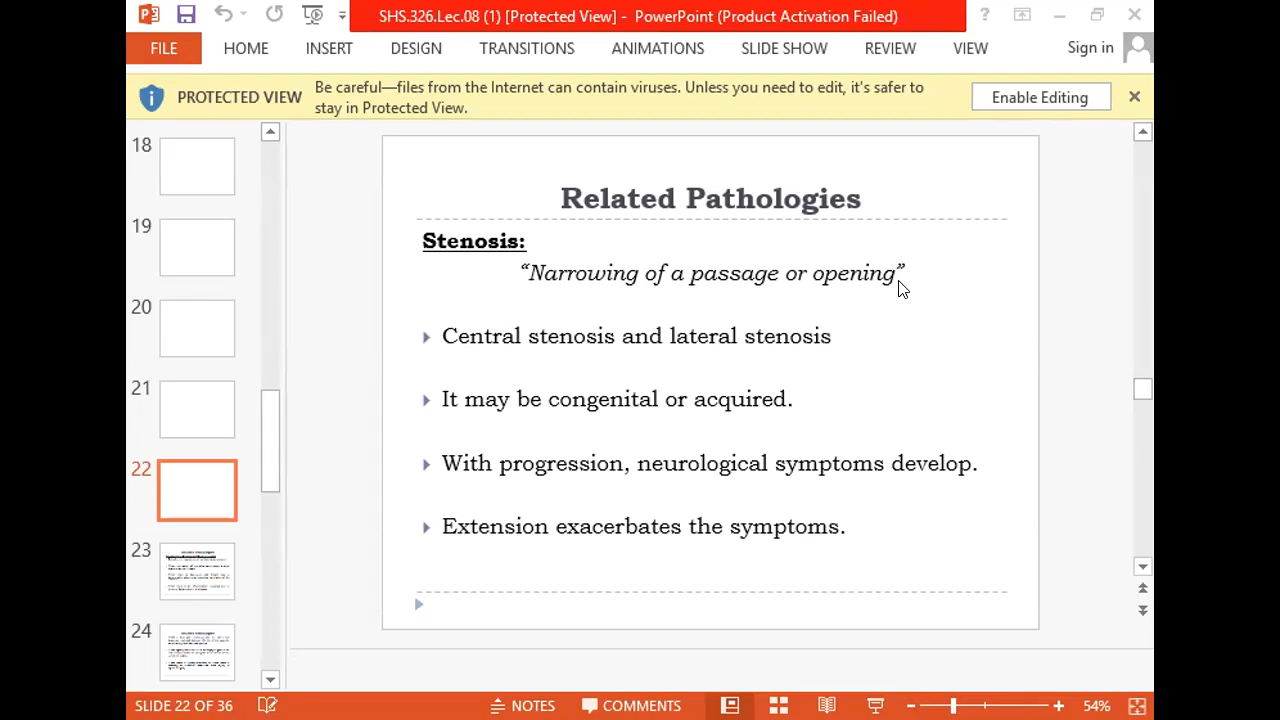 SHS.326.Lec.08 (1) [Protected View] - PowerPoint (Product Activation Failed)
FILE HOME INSERT DESIGN TRANSITIONS ANIMATIONS SLIDE SHOW REVIEW VIEW Sign in
PROTECTED VIEW
Be careful—files from the Internet can contain viruses. Unless you need to edit, it's safer to
stay in Protected View.
Enable Editing
18
19
20
21
22
23
24
Related Pathologies
Stenosis:
“Narrowing of a passage or opening”
Central stenosis and lateral stenosis
It may be congenital or acquired.
With progression, neurological symptoms develop.
Extension exacerbates the symptoms.
SLIDE 22 OF 36 NOTES COMMENTS 54%